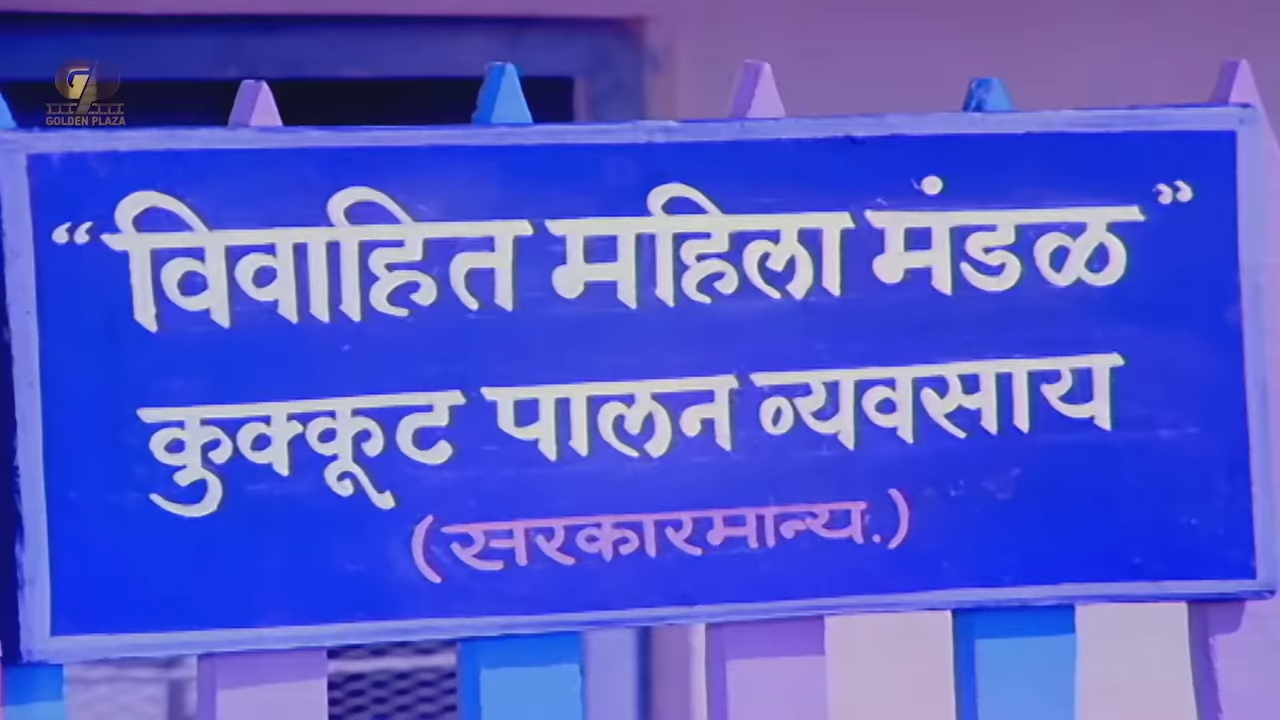 GOLDEN PLAZA
“विवाहित महिला मंडळ”
कुक्कूट पालन व्यवसाय
(सरकारमान्य.)